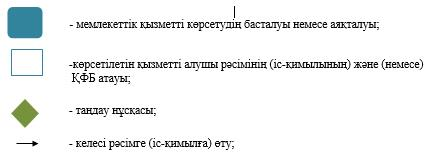 - мемлекеттік қызметті көрсетудің басталуы немесе аяқталуы;
-көрсетілетін қызметті алушы рәсімінің (іс-қимылының) және (немесе)
ҚФБ атауы;
- таңдау нұсқасы;
- келесі рәсімге (іс-қимылға) өту;